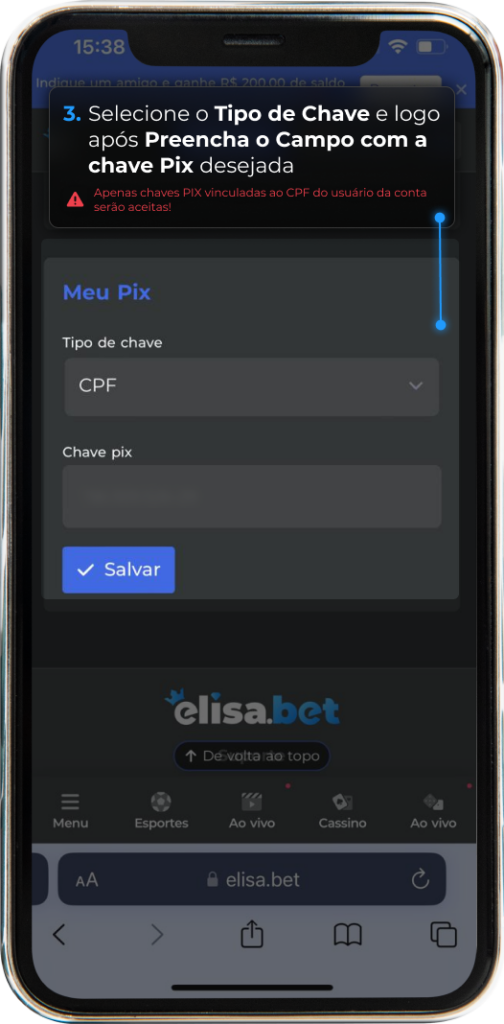 15:38
Indique um amigo e ganhe R$ 200,00 de saldo
3. Selecione o Tipo de Chave e logo
após Preencha o Campo com a
chave Pix desejada
Apenas chaves PIX vinculadas ao CPF do usuário da conta
serão aceitas!
Meu Pix
Tipo de chave
CPF
Chave pix
Salvar
elisa.bet
De volta ao topo
Menu
Esportes
Ao vivo
Cassino
Ao vivo
AA
elisa.bet